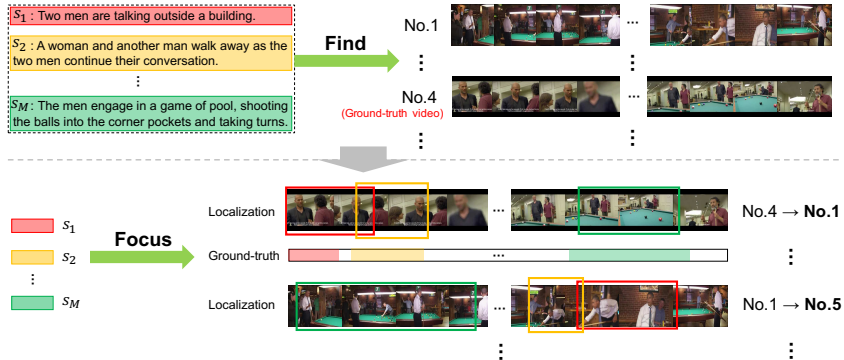 S1 : Two men are talking outside a building.
S2 : A woman and another man walk away as the
two men continue their conversation.
⋮
SM: The men engage in a game of pool, shooting
the balls into the corner pockets and taking turns.
Find
No.1
...
⋮ ⋮
No.4
(Ground-truth video)
...
⋮ ⋮
S1
S2
⋮
SM
Focus
Localization
...
No.4 → No.1
Ground-truth
...
⋮
Localization
...
No.1 → No.5
⋮ ⋮